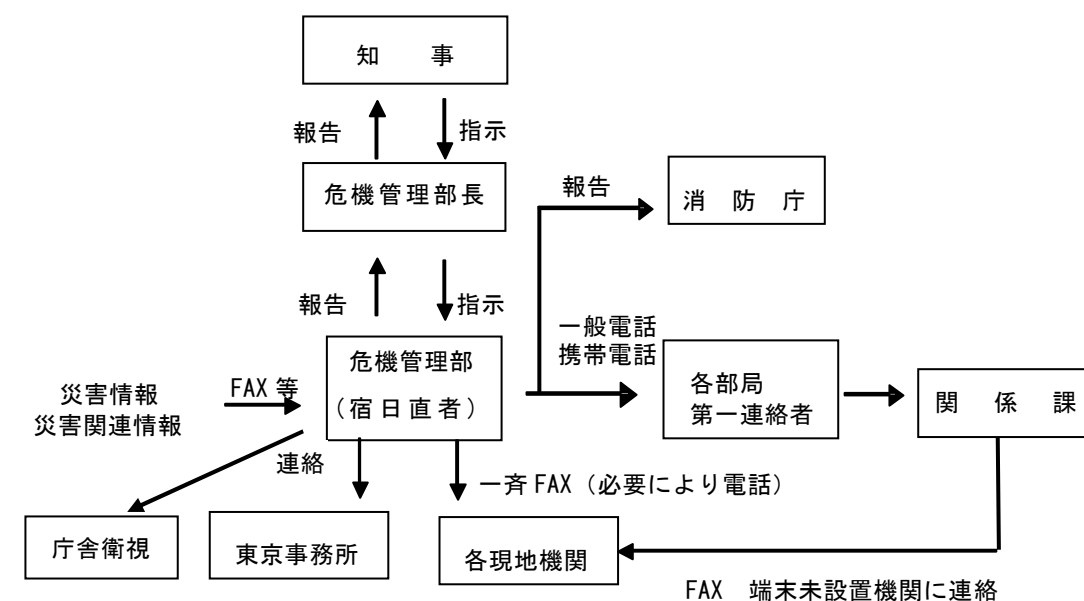 知　事
報告
指示
危機管理部長
報告
消　防　庁
報告
指示
一般電話
携帯電話
災害情報
災害関連情報
FAX 等
危機管理部
（宿日直者）
各部局
第一連絡者
関　係　課
連絡
一斉 FAX（必要により電話）
庁舎衛視
東京事務所
各現地機関
FAX　端末未設置機関に連絡